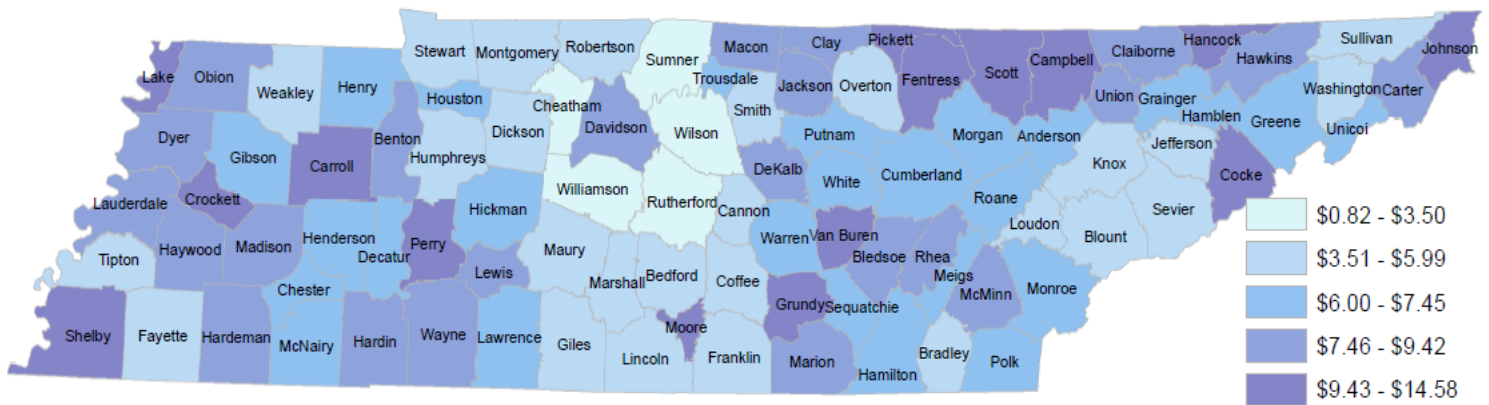 Stewart
Montgomery
Robertson
Sumner
Macon
Clay
Pickett
Hancock
Sullivan
Johnson
Lake
Obion
Weakley
Henry
Houston
Cheatham
Trousdale
Jackson
Overton
Fentress
Scott
Campbell
Claiborne
Hawkins
Union
Grainger
Washington
Carter
Dyer
Gibson
Carroll
Benton
Humphreys
Dickson
Davidson
Wilson
Smith
Putnam
Morgan
Anderson
Hamblen
Greene
Unicoi
Lauderdale
Crockett
Williamson
Rutherford
DeKalb
White
Cumberland
Roane
Knox
Jefferson
Cocke
Haywood
Madison
Henderson
Decatur
Perry
Hickman
Maury
Cannon
Warren
Van Buren
Bledsoe
Rhea
Meigs
Loudon
Blount
Sevier
Tipton
Chester
Lewis
Marshall
Bedford
Coffee
Grundy
Sequatchie
McMinn
Monroe
Shelby
Fayette
Hardeman
McNairy
Hardin
Wayne
Lawrence
Giles
Lincoln
Moore
Franklin
Marion
Hamilton
Bradley
Polk
$0.82 - $3.50
$3.51 - $5.99
$6.00 - $7.45
$7.46 - $9.42
$9.43 - $14.58